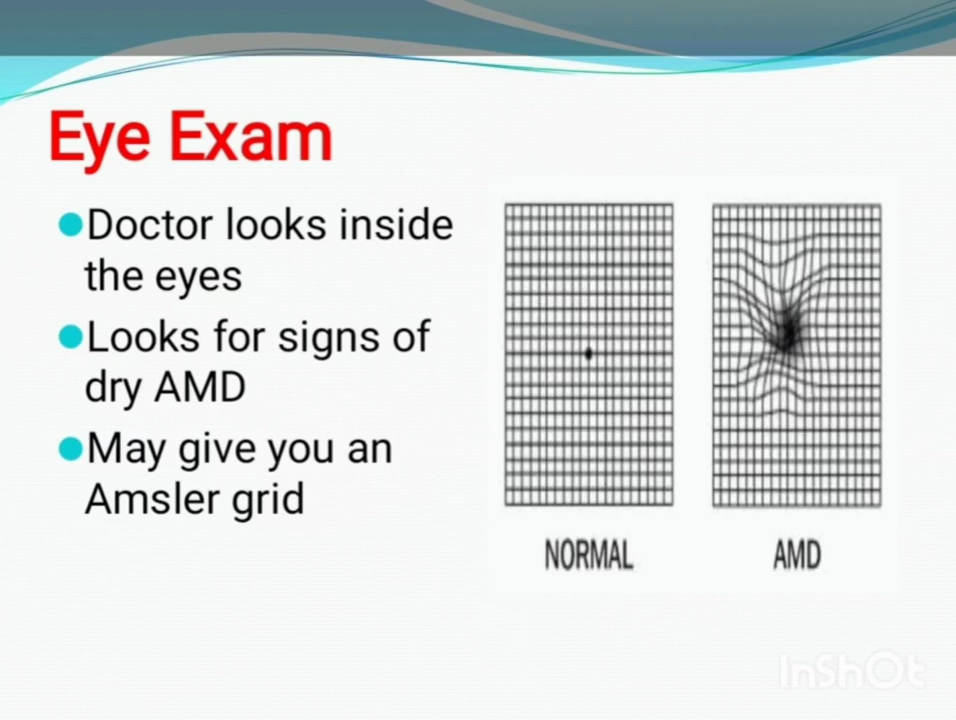 Eye Exam
Doctor looks inside
the eyes
Looks for signs of
dry AMD
May give you an
Amsler grid
NORMAL
AMD
InShOt